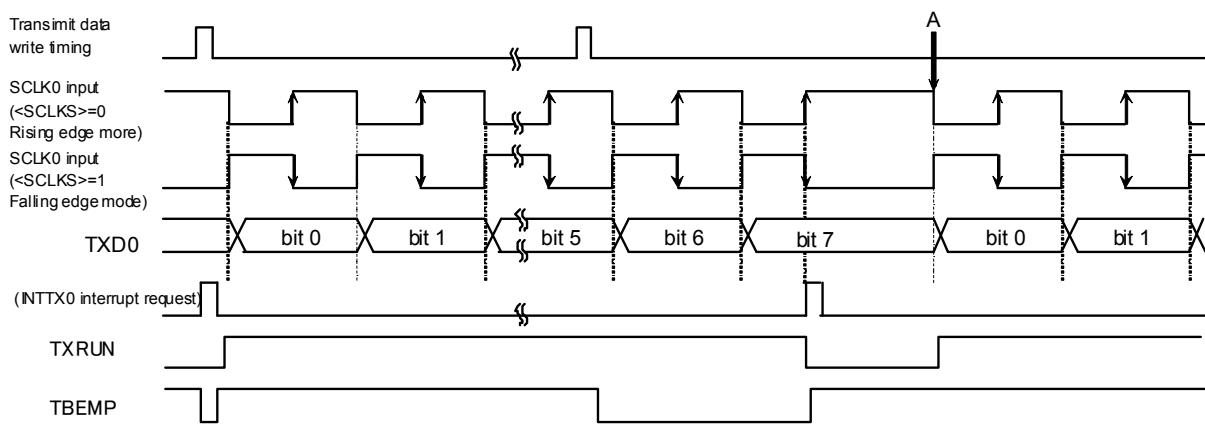 Transimit data
write timing
A
SCLK0 input
(<SCLKS>=0
Rising edge more)
SCLK0 input
(<SCLKS>=1
Falling edge mode)
TXD0
bit 0
bit 1
bit 5
bit 6
bit 7
bit 0
bit 1
(INTTX0 interrupt request)
TXRUN
TBEMP